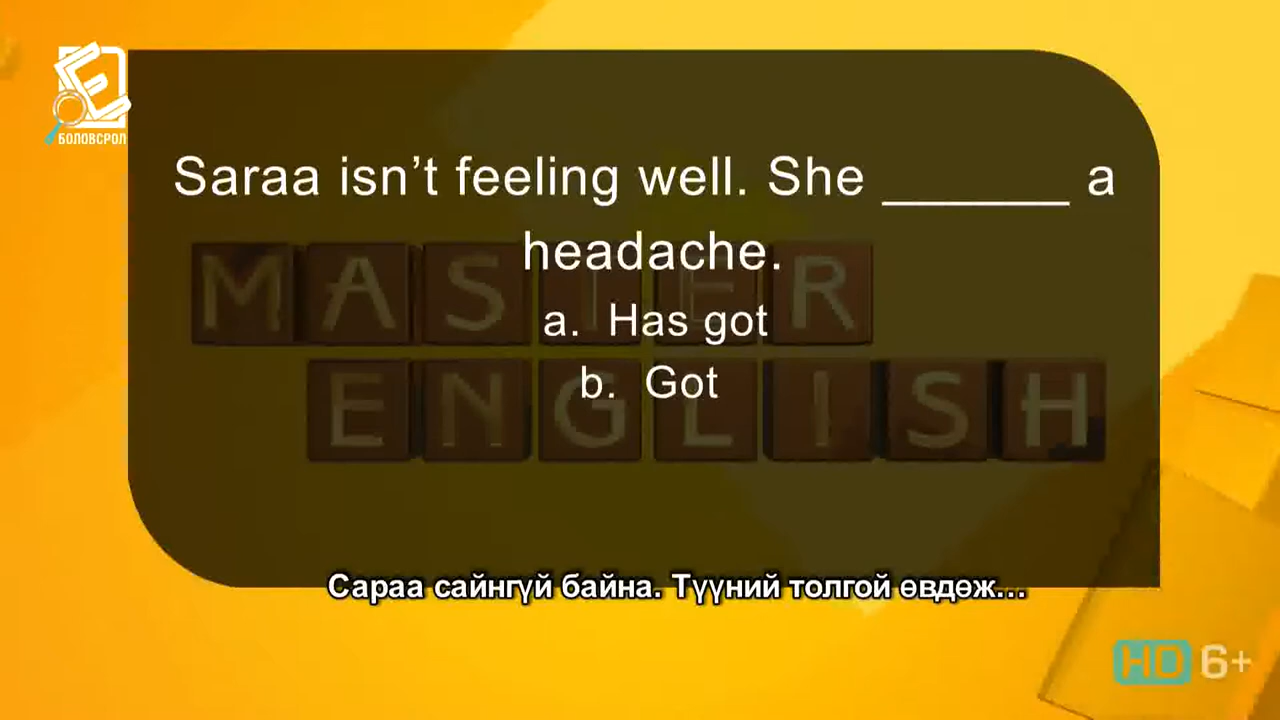 БОЛОВСРОЛ
Saraa isn’t feeling well. She _______ a
headache.
a. Has got
b. Got
MASTER
ENGLISH
Сараа сайнгүй байна. Түүний толгой өвдөж...
HD 6+